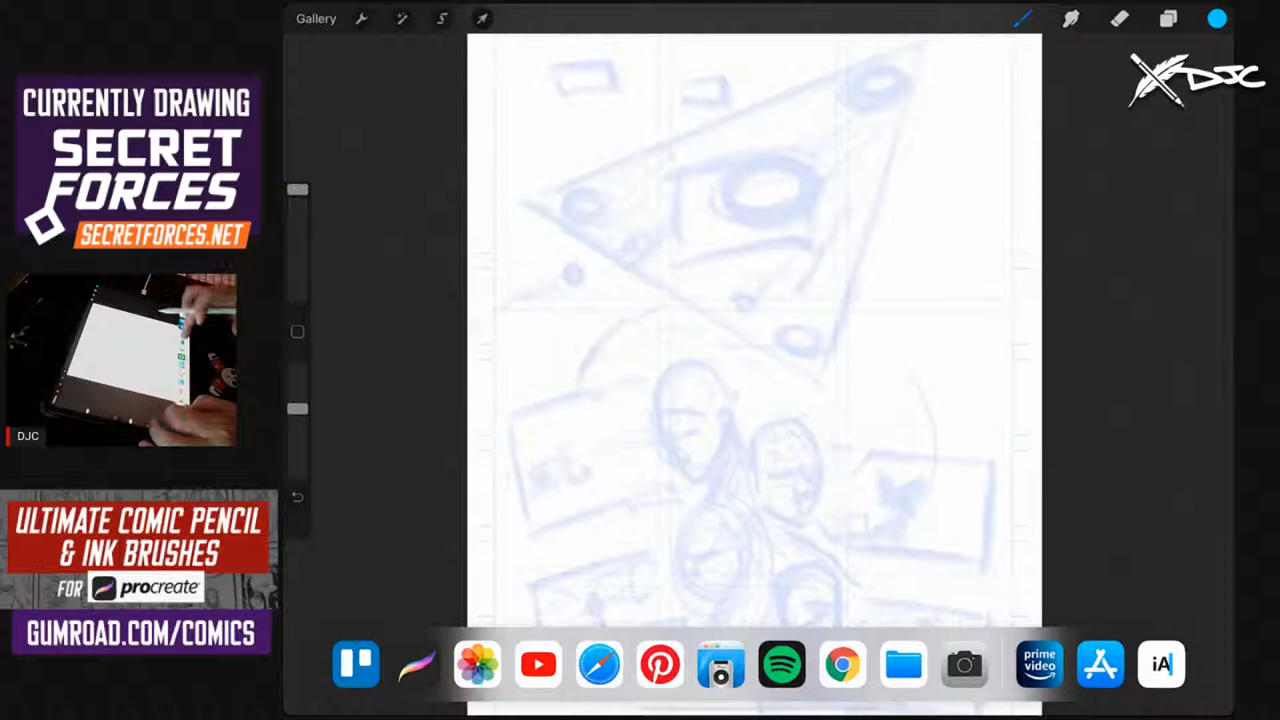 Gallery
DJC
CURRENTLY DRAWING
SECRET
FORCES
SECRETFORCES.NET
DJC
ULTIMATE COMIC PENCIL
& INK BRUSHES
FOR procreate
GUMROAD.COM/COMICS
prime
video
iA